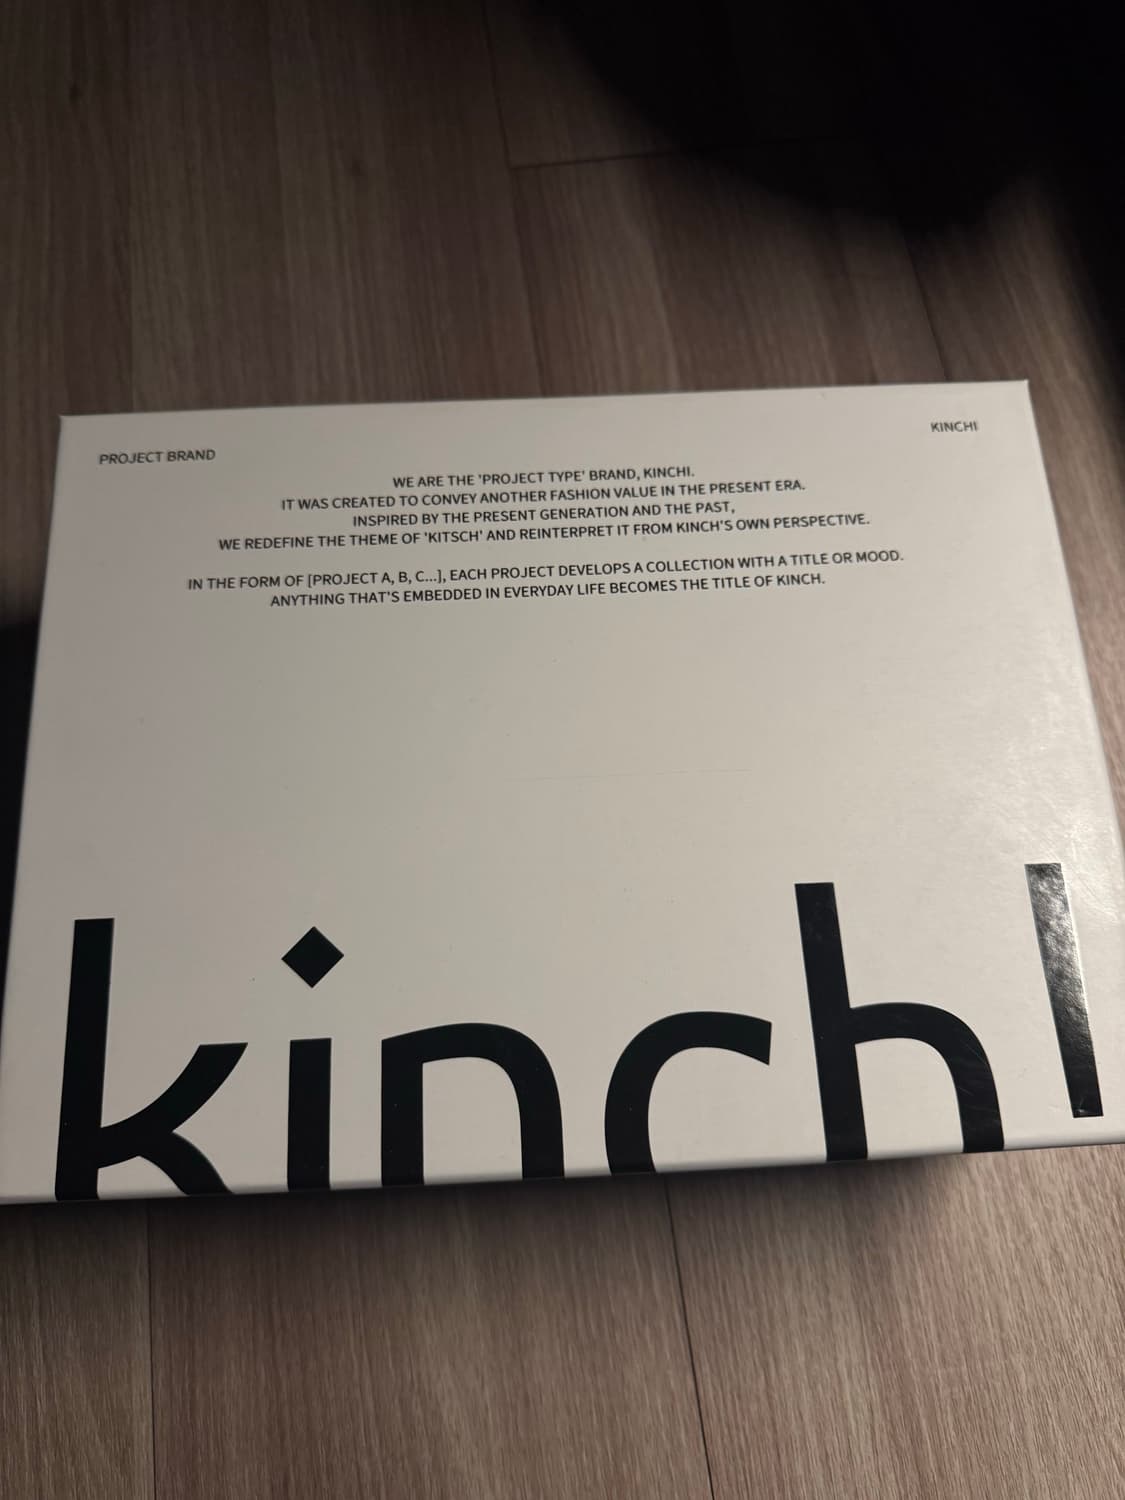 PROJECT BRAND
KINCHI
WE ARE THE 'PROJECT TYPE' BRAND, KINCHI.
IT WAS CREATED TO CONVEY ANOTHER FASHION VALUE IN THE PRESENT ERA.
INSPIRED BY THE PRESENT GENERATION AND THE PAST,
WE REDEFINE THE THEME OF 'KITSCH' AND REINTERPRET IT FROM KINCH'S OWN PERSPECTIVE.
IN THE FORM OF [PROJECT A, B, C...], EACH PROJECT DEVELOPS A COLLECTION WITH A TITLE OR MOOD.
ANYTHING THAT'S EMBEDDED IN EVERYDAY LIFE BECOMES THE TITLE OF KINCH.
kinch!